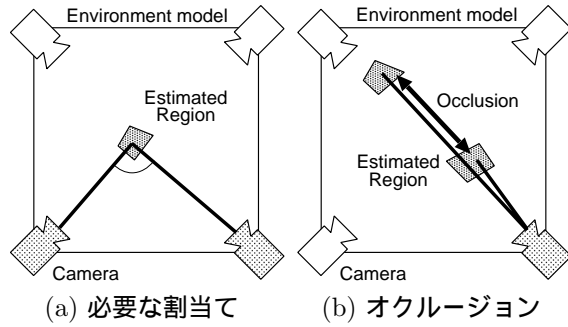 Environment model
Estimated
Region
Camera
(a) 必要な割当て
Environment model
Occlusion
Estimated
Region
(b) オクルージョン